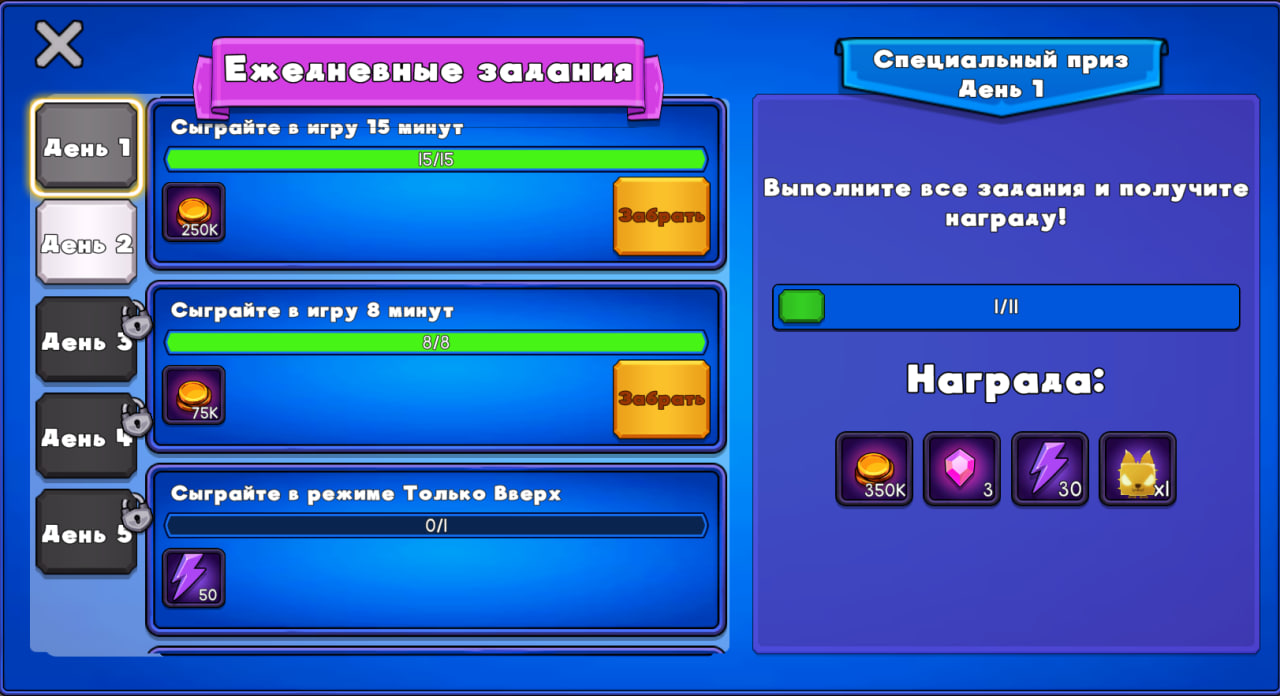 Ежедневные задания
День 1
День 2
День 3
День 4
День 5
Сыграйте в игру 15 минут
15/15
250K
Забрать
Сыграйте в игру 8 минут
8/8
75K
Забрать
Сыграйте в режиме Только Вверх
0/1
50
Специальный приз
День 1
Выполните все задания и получите
награду!
1/11
Награда:
350K
3
30
x1